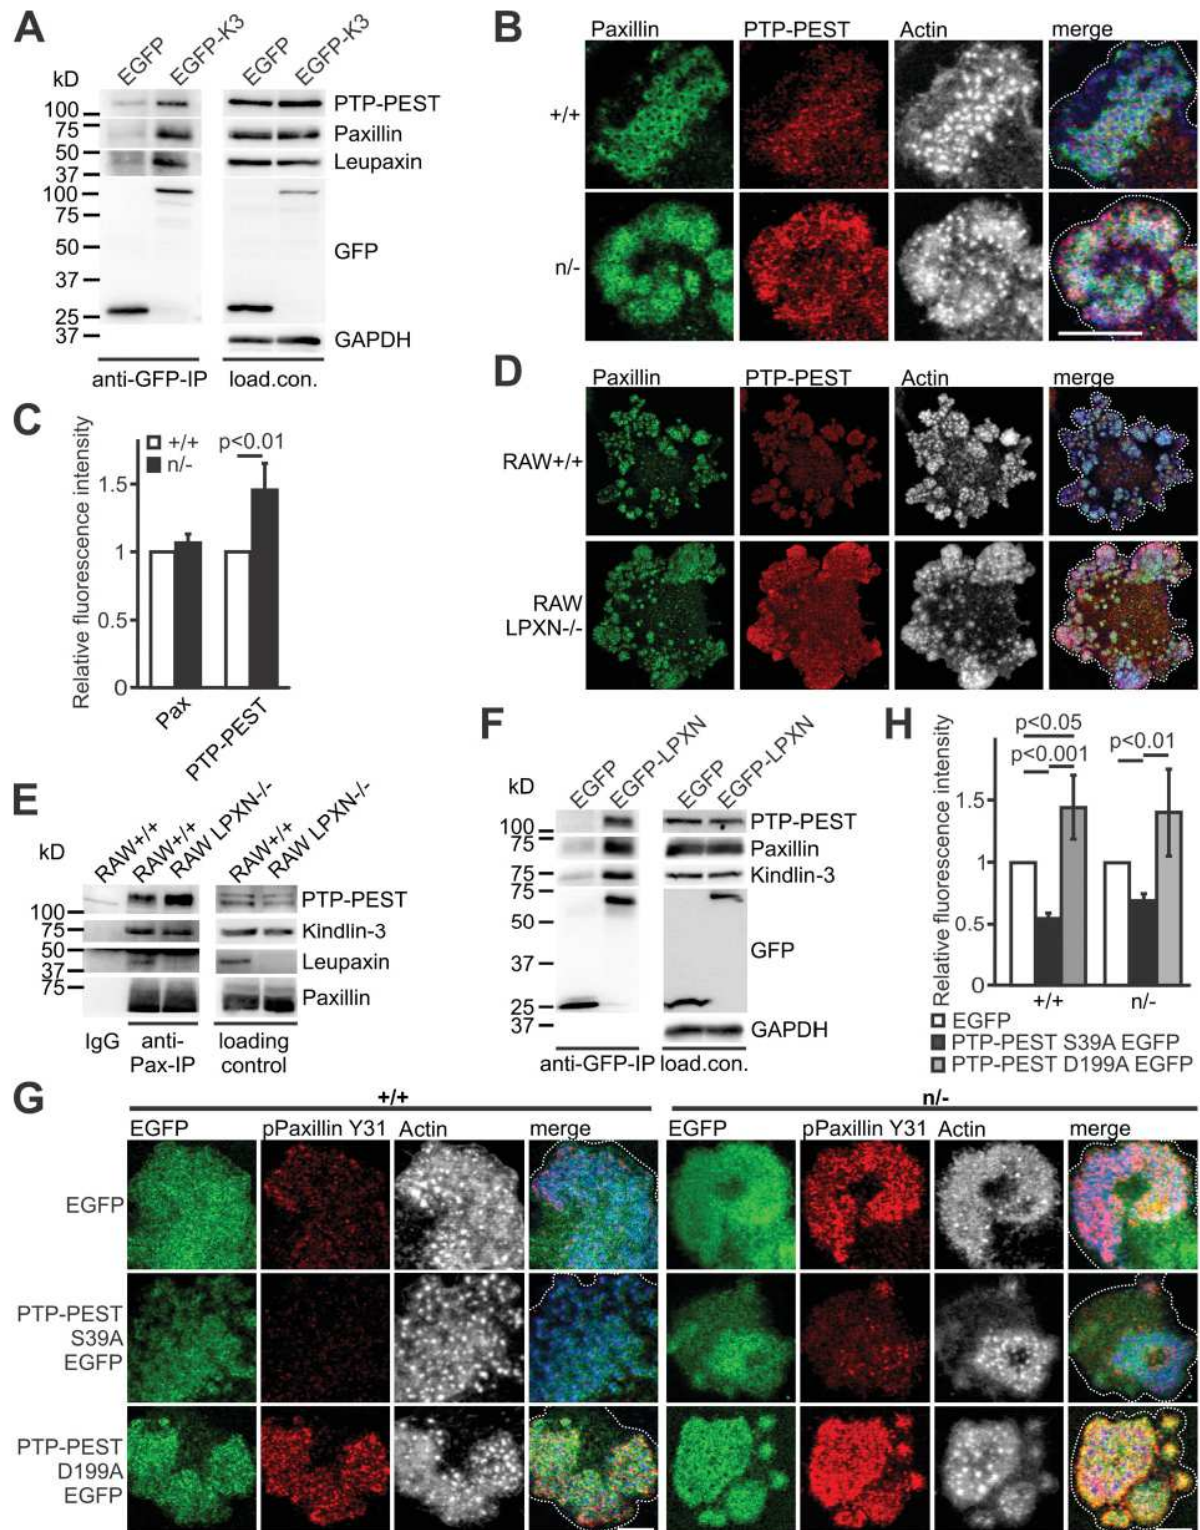 A
EGFP
EGFP-K3
EGFP
EGFP-K3
kD
100
75
50
37
100
75
50
37
25
37
PTP-PEST
Paxillin
Leupaxin
GFP
GAPDH
anti-GFP-IP
load.con.
B
Paxillin
PTP-PEST
Actin
merge
+/+
n/-
C
Relative fluorescence intensity
+/+
n/-
p<0.01
1.5
1
0.5
0
Pax
PTP-PEST
D
Paxillin
PTP-PEST
Actin
merge
RAW+/+
RAW
LPXN-/-
E
RAW+/+
RAW+/+
RAW LPXN-/-
RAW+/+
RAW LPXN-/-
kD
100
75
50
37
75
PTP-PEST
Kindlin-3
Leupaxin
Paxillin
IgG
anti-
Pax-IP
loading
control
F
EGFP
EGFP-LPXN
EGFP
EGFP-LPXN
kD
100
75
75
75
50
37
25
37
PTP-PEST
Paxillin
Kindlin-3
GFP
GAPDH
anti-GFP-IP
load.con.
H
Relative fluorescence intensity
p<0.05
p<0.001
p<0.01
1.5
1
0.5
0
+/+
n/-
EGFP
PTP-PEST S39A EGFP
PTP-PEST D199A EGFP
G
+/+
n/-
EGFP
pPaxillin Y31
Actin
merge
EGFP
pPaxillin Y31
Actin
merge
EGFP
PTP-PEST
S39A
EGFP
PTP-PEST
D199A
EGFP